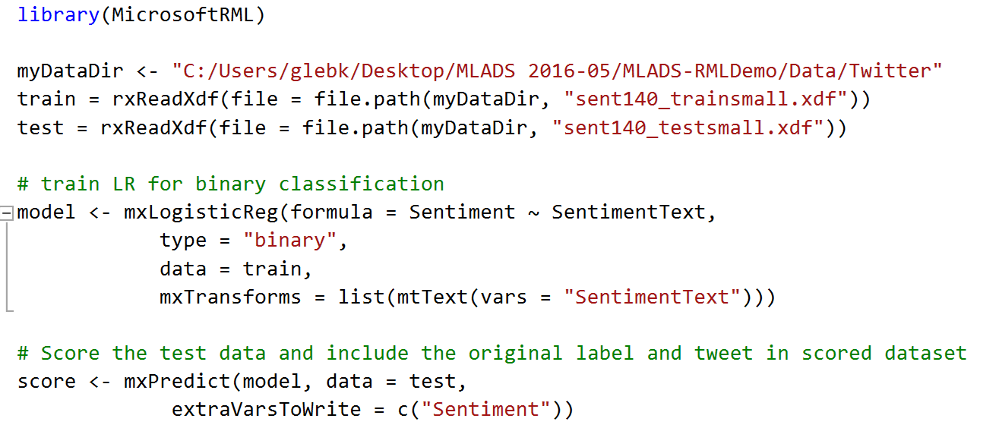 library(MicrosoftRML)
myDataDir <- "C:/Users/glebk/Desktop/MLADS 2016-05/MLADS-RMLDemo/Data/Twitter"
train = rxReadXdf(file = file.path(myDataDir, "sent140_trainsmall.xdf"))
test = rxReadXdf(file = file.path(myDataDir, "sent140_testsmall.xdf"))
# train LR for binary classification
model <- mxLogisticReg(formula = Sentiment ~ SentimentText,
type = "binary",
data = train,
mxTransforms = list(mtText(vars = "SentimentText")))
# Score the test data and include the original label and tweet in scored dataset
score <- mxPredict(model, data = test,
extraVarsToWrite = c("Sentiment"))